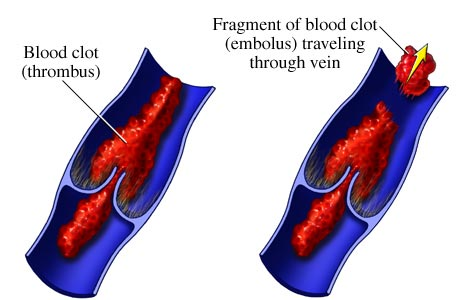 Blood clot
(thrombus)
Fragment of blood clot
(embolus) traveling
through vein